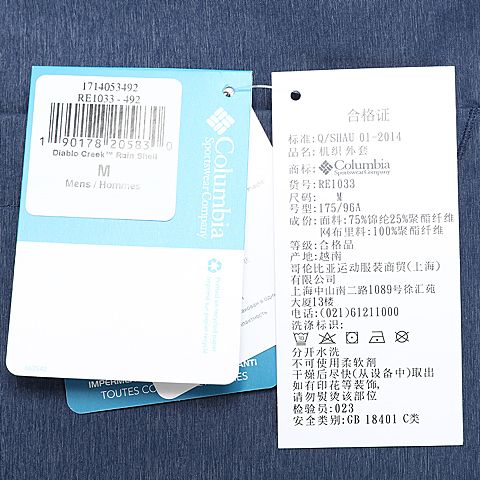 1714053492
RE1033 - 492
1 90178 20583 0
Diablo Creek™ Rain Shell
M
Mens / Hommes
Columbia
Sportswear Company
IMPERM
TOUTES CO
ANTI
合格证
标准: Q/SHAU 01-2014
品名: 机织外套
商标: Columbia
Sportswear Company
货号: RE1033
尺码: M
号型: 175/96A
成份: 面料: 75%锦纶25%聚酯纤维
网布里料: 100%聚酯纤维
等级: 合格品
产地: 越南
哥伦比亚运动服装商贸(上海)
有限公司
上海中山南二路1089号徐汇苑
大厦13楼
电话: (021)61211000
洗涤标识:
分开水洗
不可使用柔软剂
干燥后尽快(从设备中)取出
如有印花等装饰,
请勿熨烫该部位
检验员: 023
安全类别: GB 18401 C类